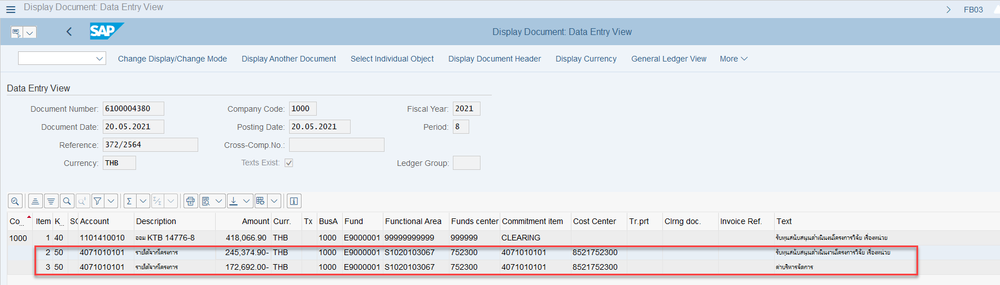 Display Document: Data Entry View
FB03
SAP
Display Document: Data Entry View
Change Display/Change Mode Display Another Document Select Individual Object Display Document Header Display Currency General Ledger View More
Data Entry View
Document Number: 6100004380 Company Code: 1000 Fiscal Year: 2021
Document Date: 20.05.2021 Posting Date: 20.05.2021 Period: 8
Reference: 372/2564 Cross-Comp.No.:
Currency: THB Texts Exist: Ledger Group:
Co... Item K... SC Account Description Amount Curr. Tx BusA Fund Functional Area Funds center Commitment item Cost Center Tr.prt Clrng doc. Invoice Ref. Text
1000 1 40 1101410010 ออม KTB 14776-8 418,066.90 THB 1000 E9000001 99999999999 999999 CLEARING รับทุนสนับสนุนดำเนินงนโครงการวิจัย เรื่องหน่วย
2 50 4071010101 รายได้จากโครงการ 245,374.90- THB 1000 E9000001 S1020103067 752300 4071010101 8521752300 รับทุนสนับสนุนดำเนินงานโครงการวิจัย เรื่องหน่วย
3 50 4071010101 รายได้จากโครงการ 172,692.00- THB 1000 E9000001 S1020103067 752300 4071010101 8521752300 ค่าบริหารจัดการ